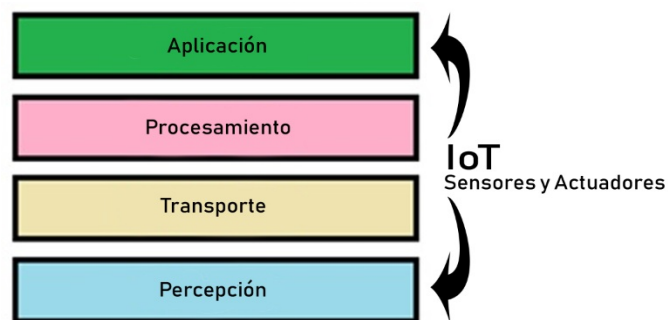 Aplicación
Procesamiento
IoT
Sensores y Actuadores
Transporte
Percepción